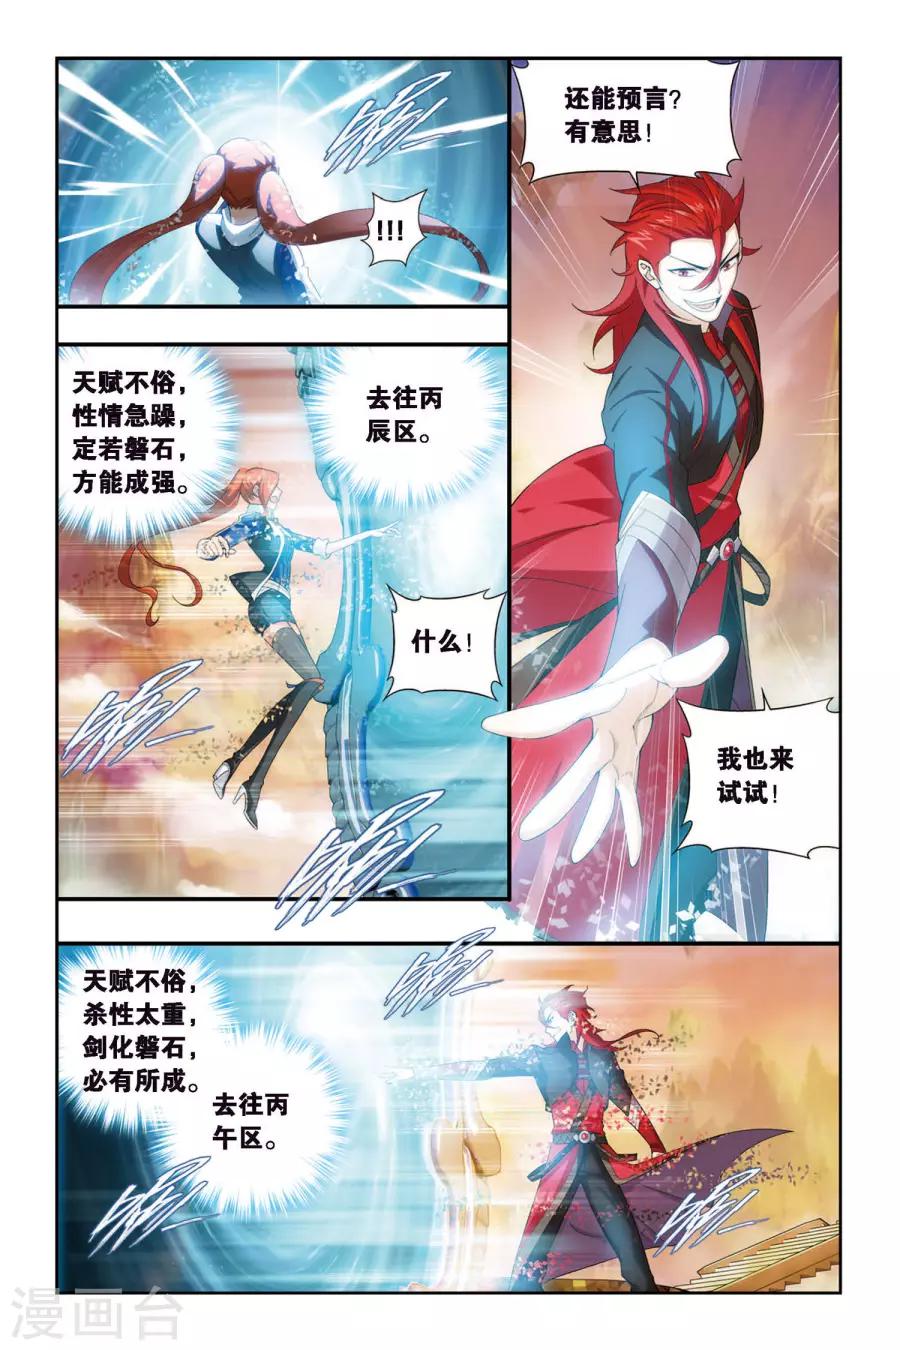 !!!
还能预言？
有意思！
天赋不俗，
性情急躁，
定若磐石，
方能成强。
去往丙
辰区。
什么！
我也来
试试！
天赋不俗，
杀性太重，
剑化磐石，
必有所成。
去往丙
午区。
漫画台